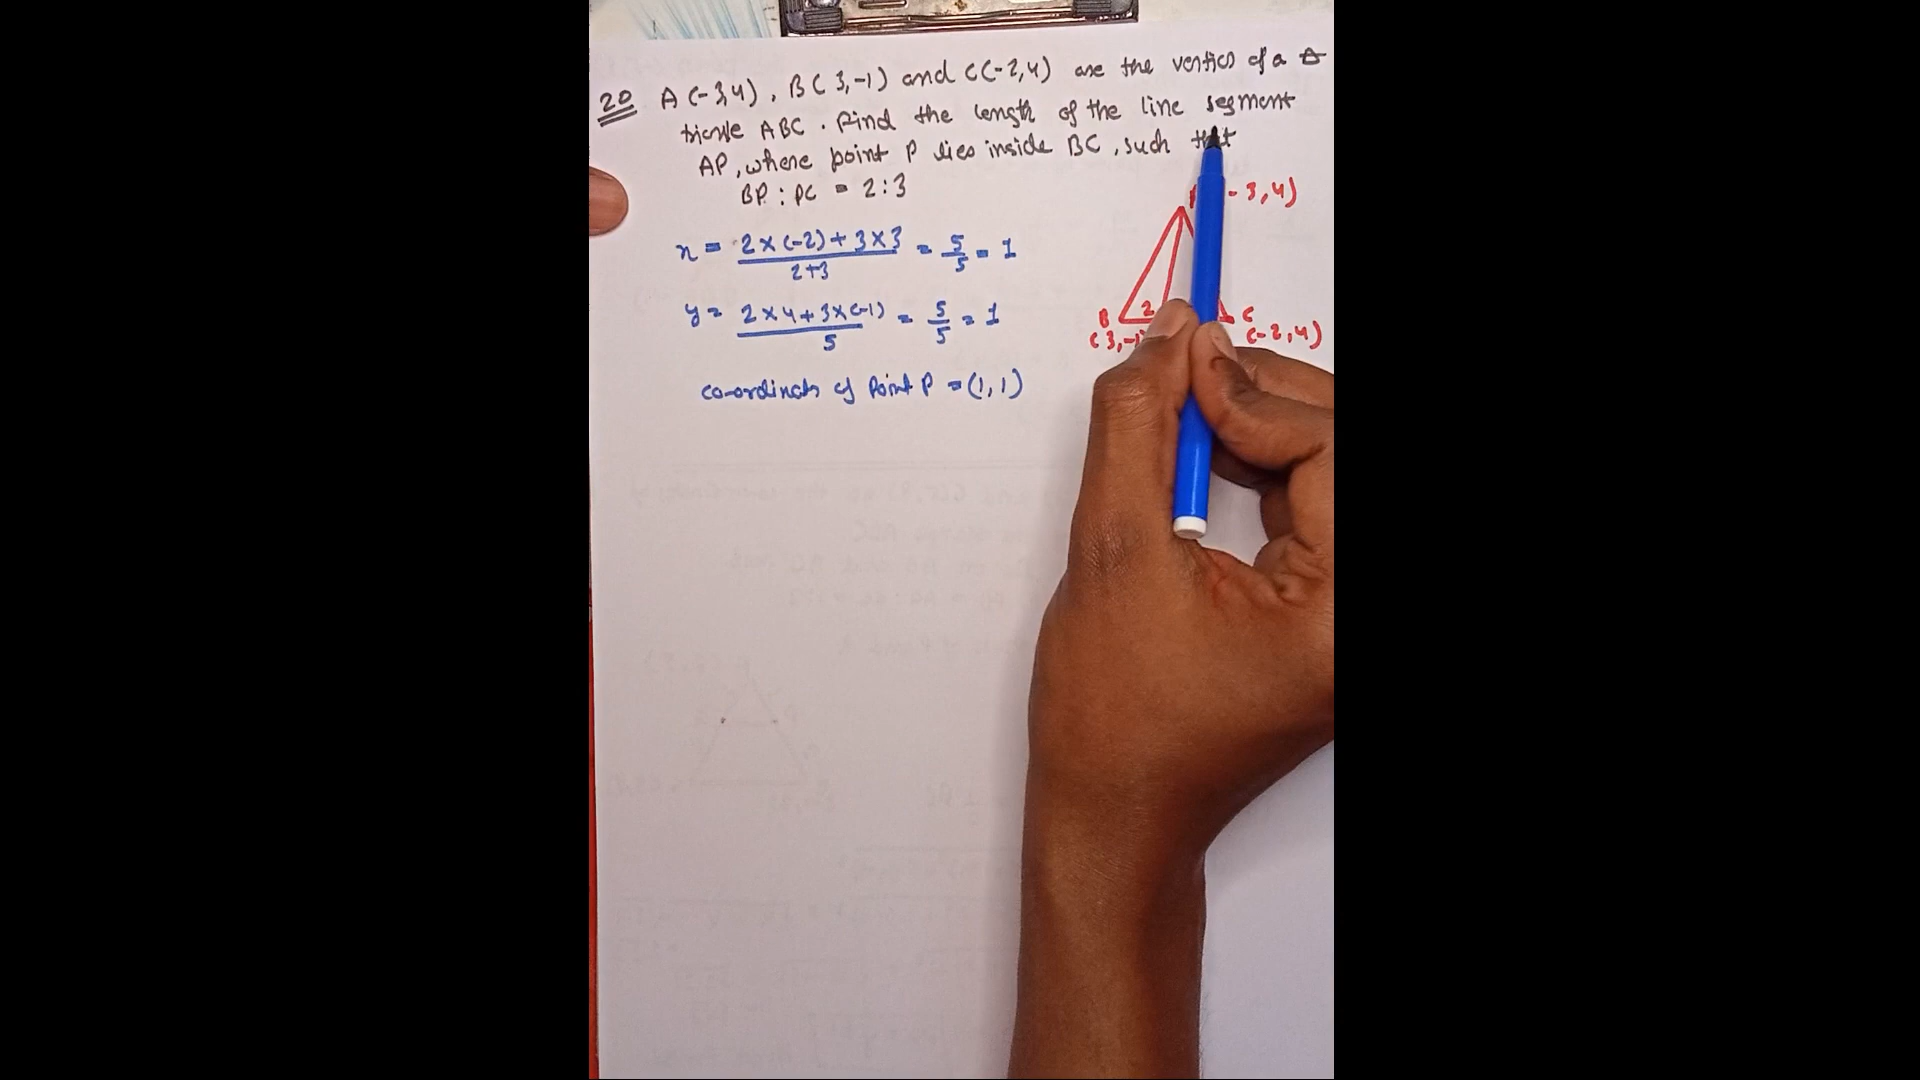 20 A(-3,4), B(3,-1) and C(-2,4) are the vertics of a
ABC. Find the length of the line segment
AP, where point P lies inside BC, such that
BP : PC = 2:3
x = 2×(-2)+3×3 / 2+3 = 5/5 = 1
y = 2×4+3×(-1) / 5 = 5/5 = 1
co-ordinats of point P = (1,1)
-3,4)
B 2 C
(3,-1 (-2,4)